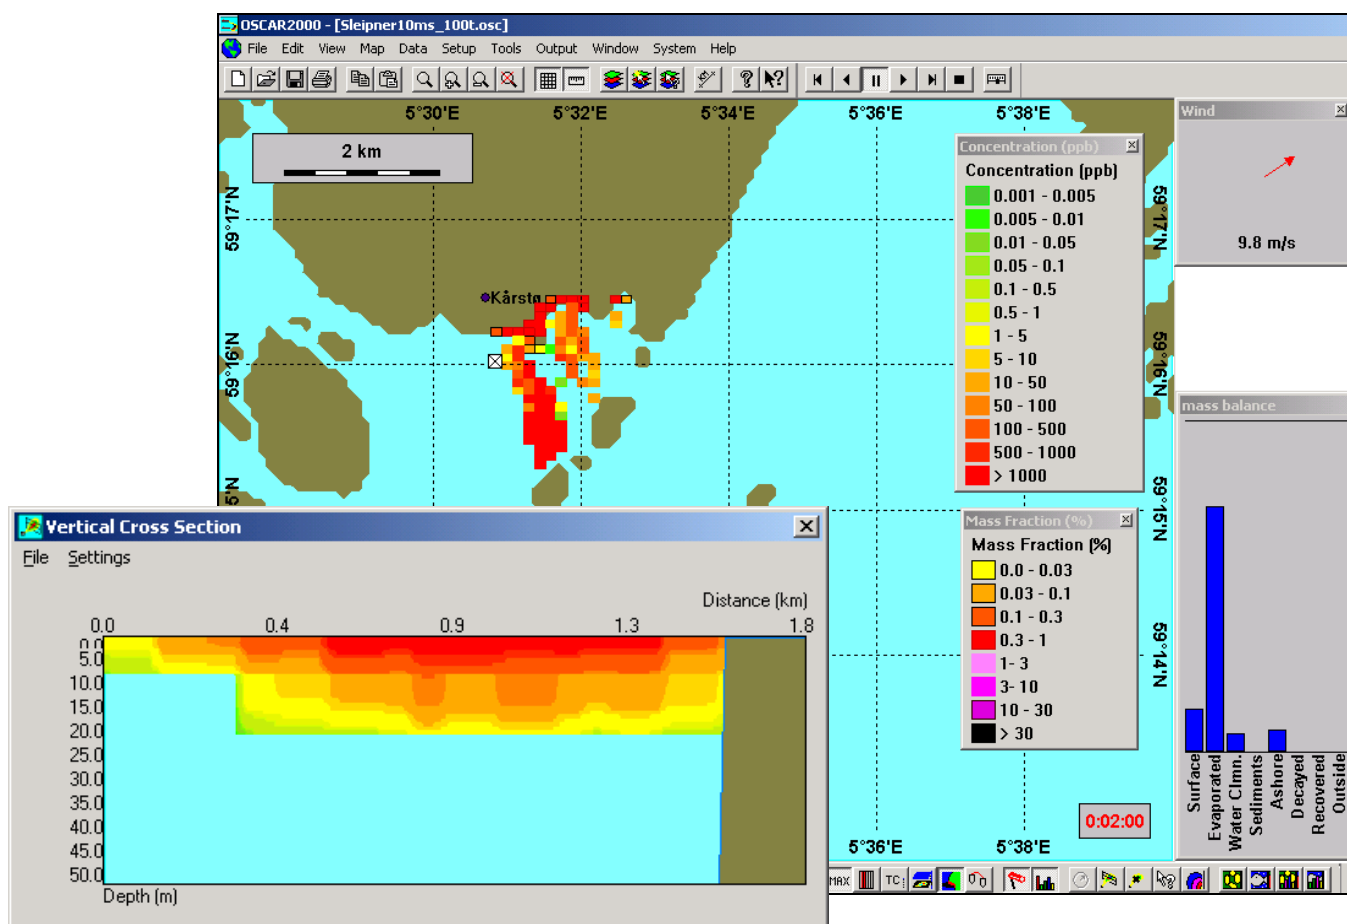 OSCAR2000 - [Sleipner10ms_100t.osc]
File Edit View Map Data Setup Tools Output Window System Help
5°30'E 5°32'E 5°34'E 5°36'E 5°38'E
2 km
59°17'N
59°16'N
5'N
Kårstø
Concentration (ppb)
Concentration (ppb)
0.001 - 0.005
0.005 - 0.01
0.01 - 0.05
0.05 - 0.1
0.1 - 0.5
0.5 - 1
1 - 5
5 - 10
10 - 50
50 - 100
100 - 500
500 - 1000
> 1000
59°17'N
59°16'N
59°15'N
59°14'N
Wind
9.8 m/s
Mass Fraction (%)
Mass Fraction (%)
0.0 - 0.03
0.03 - 0.1
0.1 - 0.3
0.3 - 1
1- 3
3- 10
10 - 30
> 30
0:02:00
5°36'E 5°38'E
mass balance
Surface
Evaporated
Water Clmn.
Sediments
Ashore
Decayed
Recovered
Outside
MAX TC
Vertical Cross Section
File Settings
Distance (km)
0.0 0.4 0.9 1.3 1.8
0.0
5.0
10.0
15.0
20.0
25.0
30.0
35.0
40.0
45.0
50.0
Depth (m)